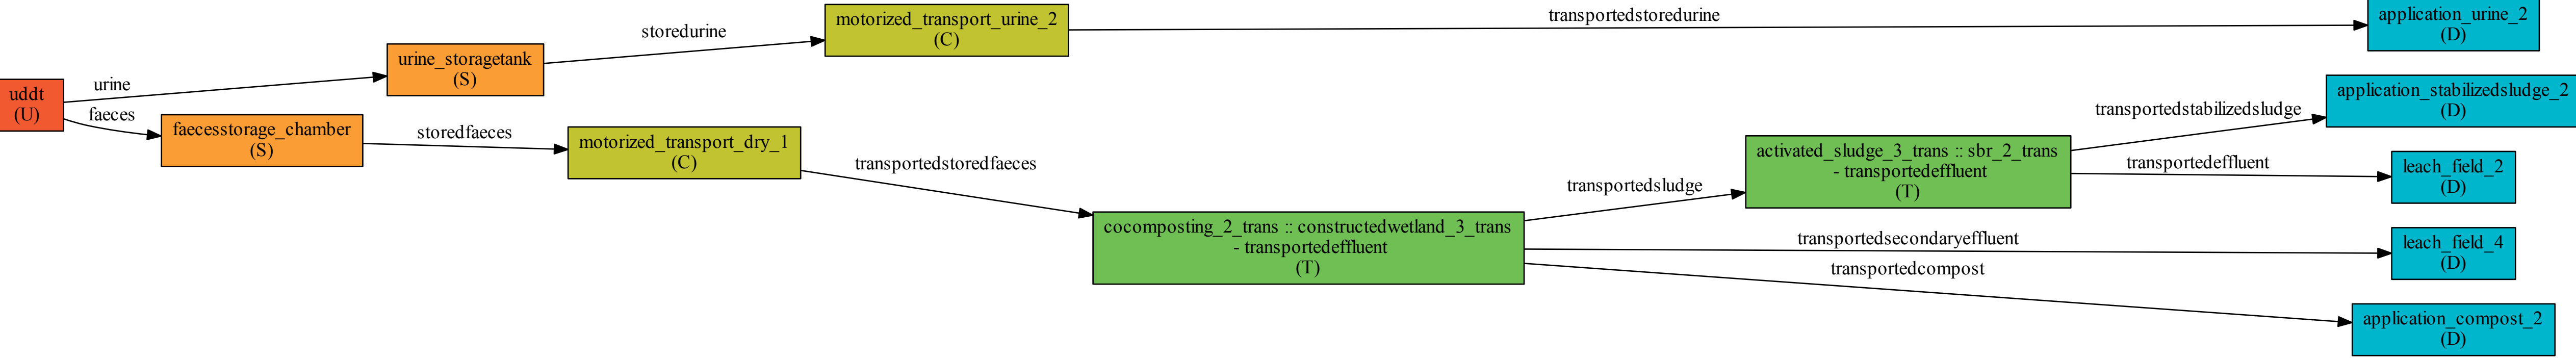 uddt
(U)
urine
faeces
urine_storagetank
(S)
faecesstorage_chamber
(S)
storedurine
storedfaeces
motorized_transport_urine_2
(C)
motorized_transport_dry_1
(C)
transportedstoredurine
transportedstoredfaeces
cocomposting_2_trans :: constructedwetland_3_trans
- transportedeffluent
(T)
transportedsludge
transportedsecondaryeffluent
transportedcompost
activated_sludge_3_trans :: sbr_2_trans
- transportedeffluent
(T)
transportedstabilizedsludge
transportedeffluent
application_urine_2
(D)
application_stabilizedsludge_2
(D)
leach_field_2
(D)
leach_field_4
(D)
application_compost_2
(D)